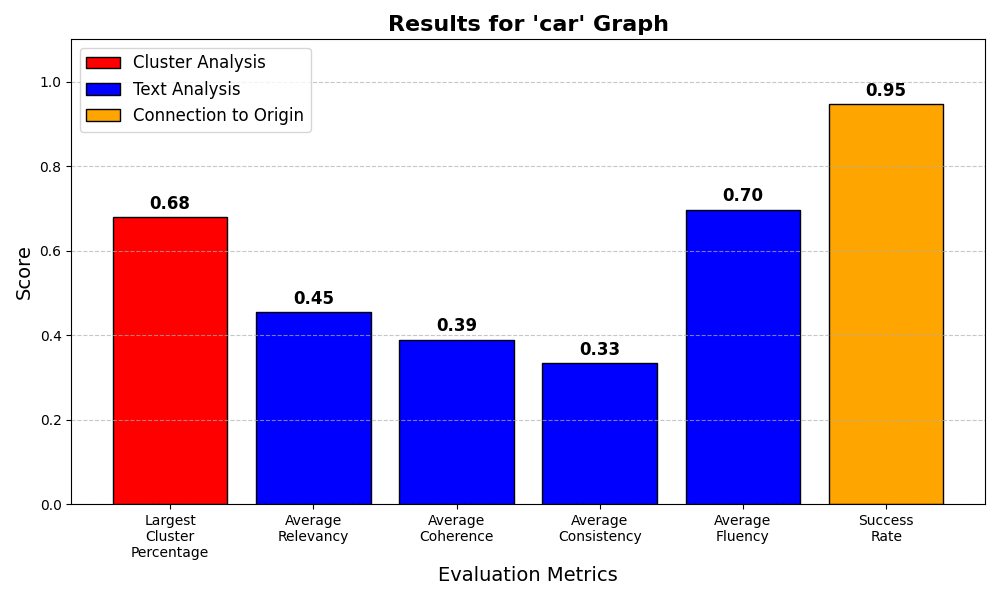 Results for 'car' Graph
Cluster Analysis
Text Analysis
Connection to Origin
Score
1.0
0.8
0.6
0.4
0.2
0.0
0.68
0.45
0.39
0.33
0.70
0.95
Largest
Cluster
Percentage
Average
Relevancy
Average
Coherence
Average
Consistency
Average
Fluency
Success
Rate
Evaluation Metrics